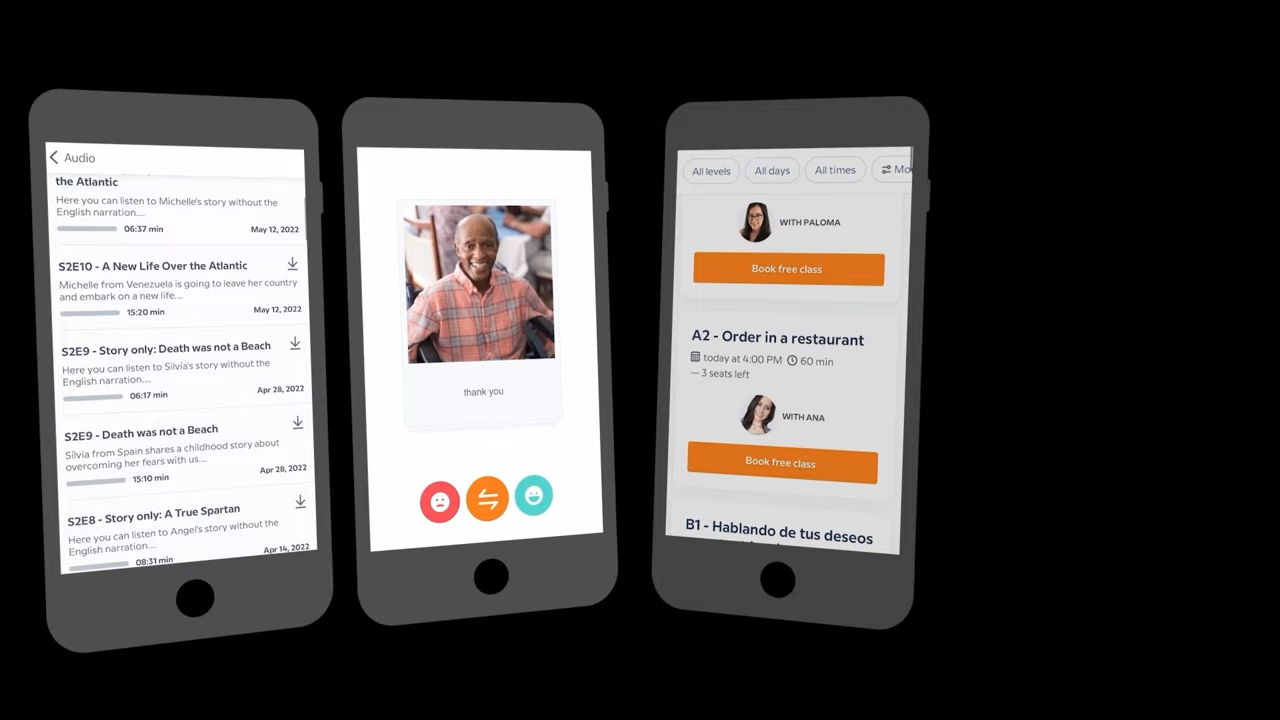 Audio
the Atlantic
Here you can listen to Michelle's story without the
English narration....
06:37 min
May 12, 2022
S2E10 - A New Life Over the Atlantic
Michelle from Venezuela is going to leave her country
and embark on a new life....
15:20 min
May 12, 2022
S2E9 - Story only: Death was not a Beach
Here you can listen to Silvía's story without the
English narration....
06:17 min
Apr 28, 2022
S2E9 - Death was not a Beach
Silvia from Spain shares a childhood story about
overcoming her fears with us....
15:10 min
Apr 28, 2022
S2E8 - Story only: A True Spartan
Here you can listen to Angel's story without the
English narration....
08:31 min
Apr 14, 2022
thank you
All levels
All days
All times
Mo
WITH PALOMA
Book free class
A2 - Order in a restaurant
today at 4:00 PM 60 min
— 3 seats left
WITH ANA
Book free class
B1 - Hablando de tus deseos